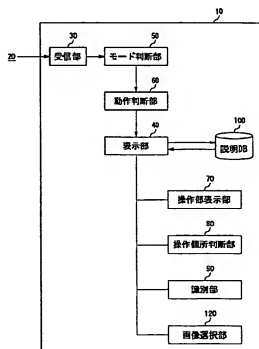 10
20
30
受信部
50
モード判断部
60
動作判断部
40
表示部
100
説明DB
70
操作部表示部
80
操作個所判断部
90
識別部
120
画像選択部